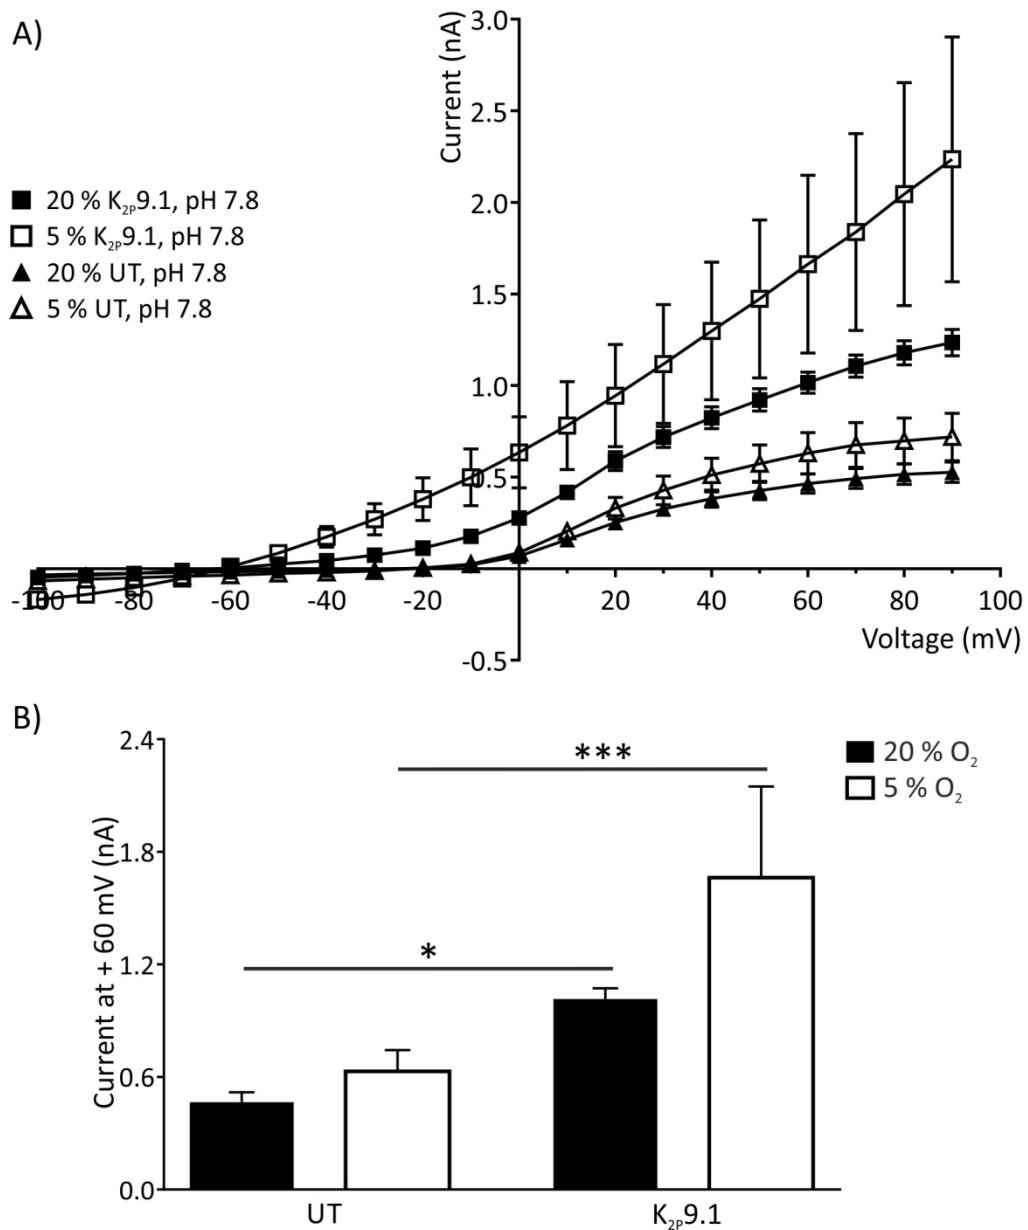 A)
Current (nA)
3.0
2.5
2.0
1.5
1.0
0.5
-0.5
20 % K₂ₚ9.1, pH 7.8
5 % K₂ₚ9.1, pH 7.8
20 % UT, pH 7.8
5 % UT, pH 7.8
-100 -80 -60 -40 -20 20 40 60 80 100
Voltage (mV)
B)
Current at + 60 mV (nA)
2.4
1.8
1.2
0.6
0.0
***
*
20 % O₂
5 % O₂
UT K₂ₚ9.1